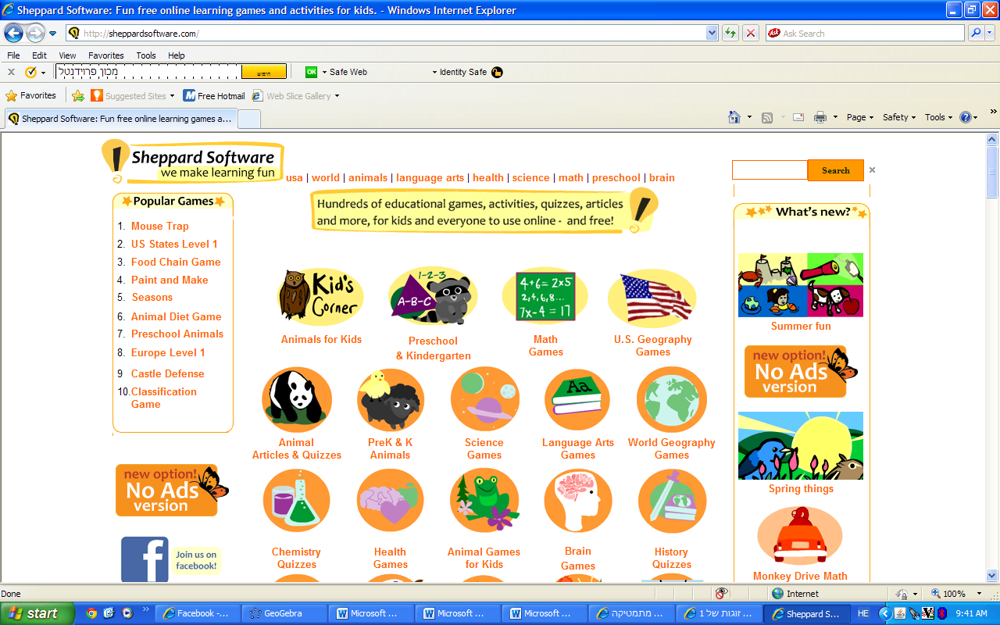 Sheppard Software: Fun free online learning games and activities for kids. - Windows Internet Explorer
http://sheppardsoftware.com/
Ask Search
File Edit View Favorites Tools Help
מכון פרוידנטל
חיפוש
OK Safe Web Identity Safe
Favorites Suggested Sites Free Hotmail Web Slice Gallery
Sheppard Software: Fun free online learning games a...
Page Safety Tools
Sheppard Software
we make learning fun
usa | world | animals | language arts | health | science | math | preschool | brain
Search
Hundreds of educational games, activities, quizzes, articles
and more, for kids and everyone to use online - and free!
Popular Games
1. Mouse Trap
2. US States Level 1
3. Food Chain Game
4. Paint and Make
5. Seasons
6. Animal Diet Game
7. Preschool Animals
8. Europe Level 1
9 Castle Defense
10. Classification
Game
new option!
No Ads
version
Join us on
facebook!
Kid's
Corner
Animals for Kids
1-2-3
A-B-C
Preschool
& Kindergarten
4+6= 2x5
2,4,6,8...
7x-4 = 17
Math
Games
U.S. Geography
Games
Animal
Articles & Quizzes
PreK & K
Animals
Science
Games
Aa
Language Arts
Games
World Geography
Games
Chemistry
Quizzes
Health
Games
Animal Games
for Kids
Brain
Games
History
Quizzes
What's new?
Summer fun
new option!
No Ads
version
Spring things
Monkey Drive Math
Done
Internet
100%
start
Facebook -...
GeoGebra
Microsoft ...
Microsoft ...
Microsoft ...
מתמטיקה ...
זוגות של 1 ...
Sheppard S...
HE
9:41 AM